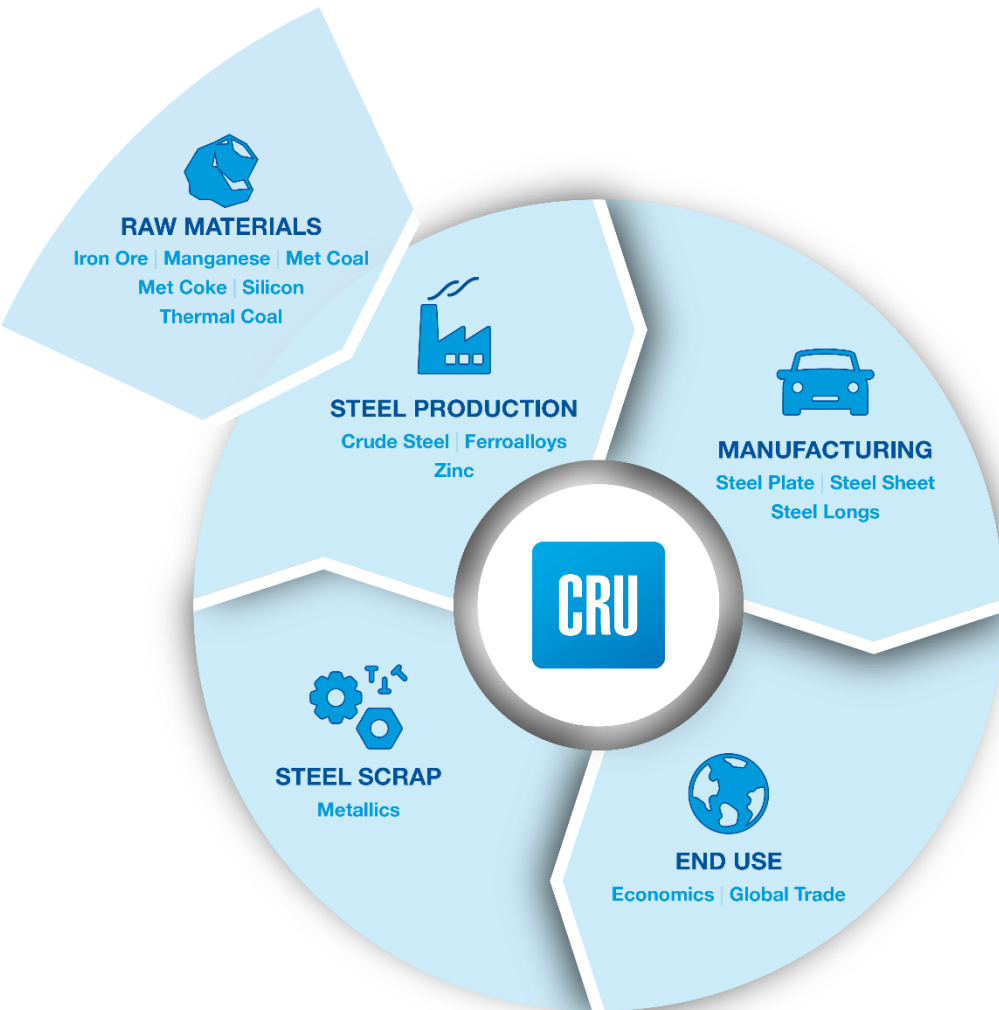 RAW MATERIALS
Iron Ore | Manganese | Met Coal
Met Coke | Silicon
Thermal Coal
STEEL PRODUCTION
Crude Steel | Ferroalloys
Zinc
MANUFACTURING
Steel Plate | Steel Sheet
Steel Longs
CRU
STEEL SCRAP
Metallics
END USE
Economics | Global Trade